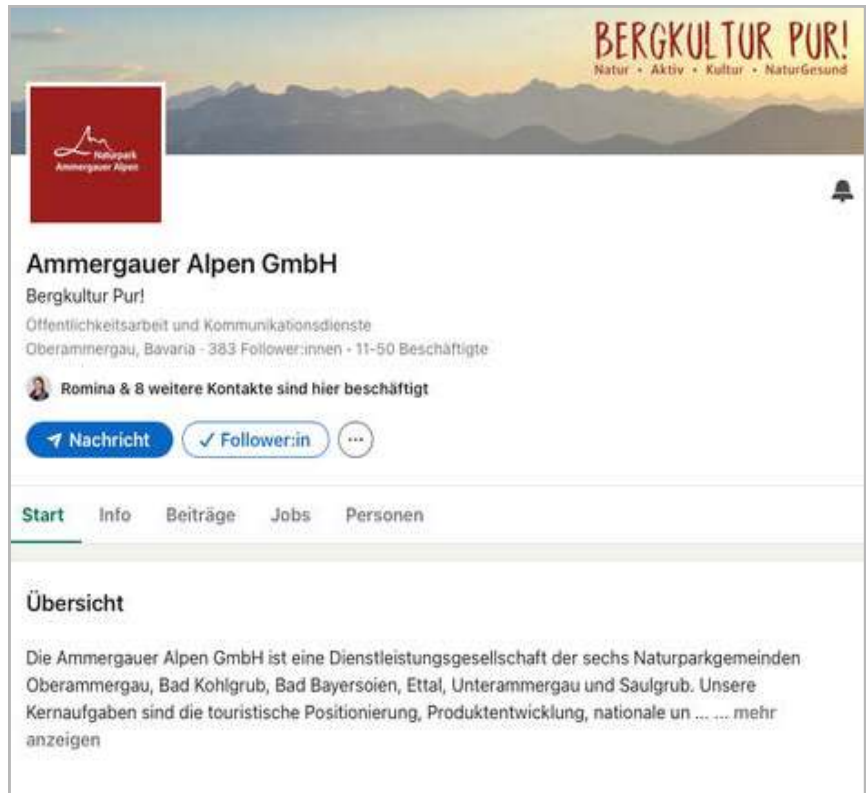 BERGKULTUR PUR!
Natur • Aktiv • Kultur • NaturGesund
Naturpark
Ammergauer Alpen
Ammergauer Alpen GmbH
Bergkultur Pur!
Öffentlichkeitsarbeit und Kommunikationsdienste
Oberammergau, Bavaria · 383 Follower:innen · 11-50 Beschäftigte
Romina & 8 weitere Kontakte sind hier beschäftigt
Nachricht
Follower:in
Start Info Beiträge Jobs Personen
Übersicht
Die Ammergauer Alpen GmbH ist eine Dienstleistungsgesellschaft der sechs Naturparkgemeinden
Oberammergau, Bad Kohlgrub, Bad Bayersoien, Ettal, Unterammergau und Saulgrub. Unsere
Kernaufgaben sind die touristische Positionierung, Produktentwicklung, nationale un ... ... mehr
anzeigen